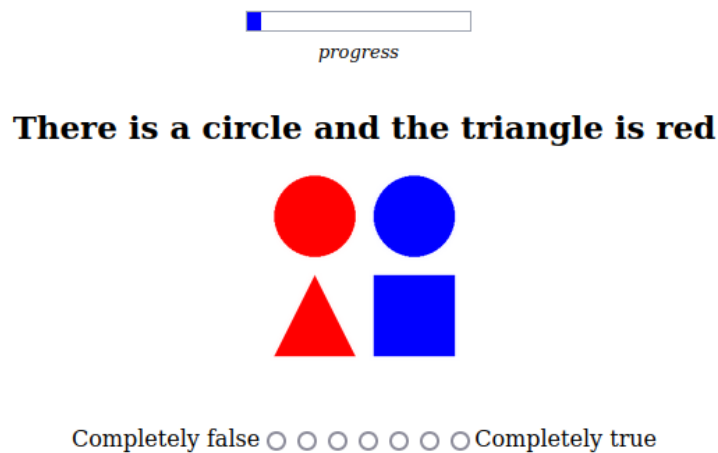 progress
There is a circle and the triangle is red
Completely false Completely true